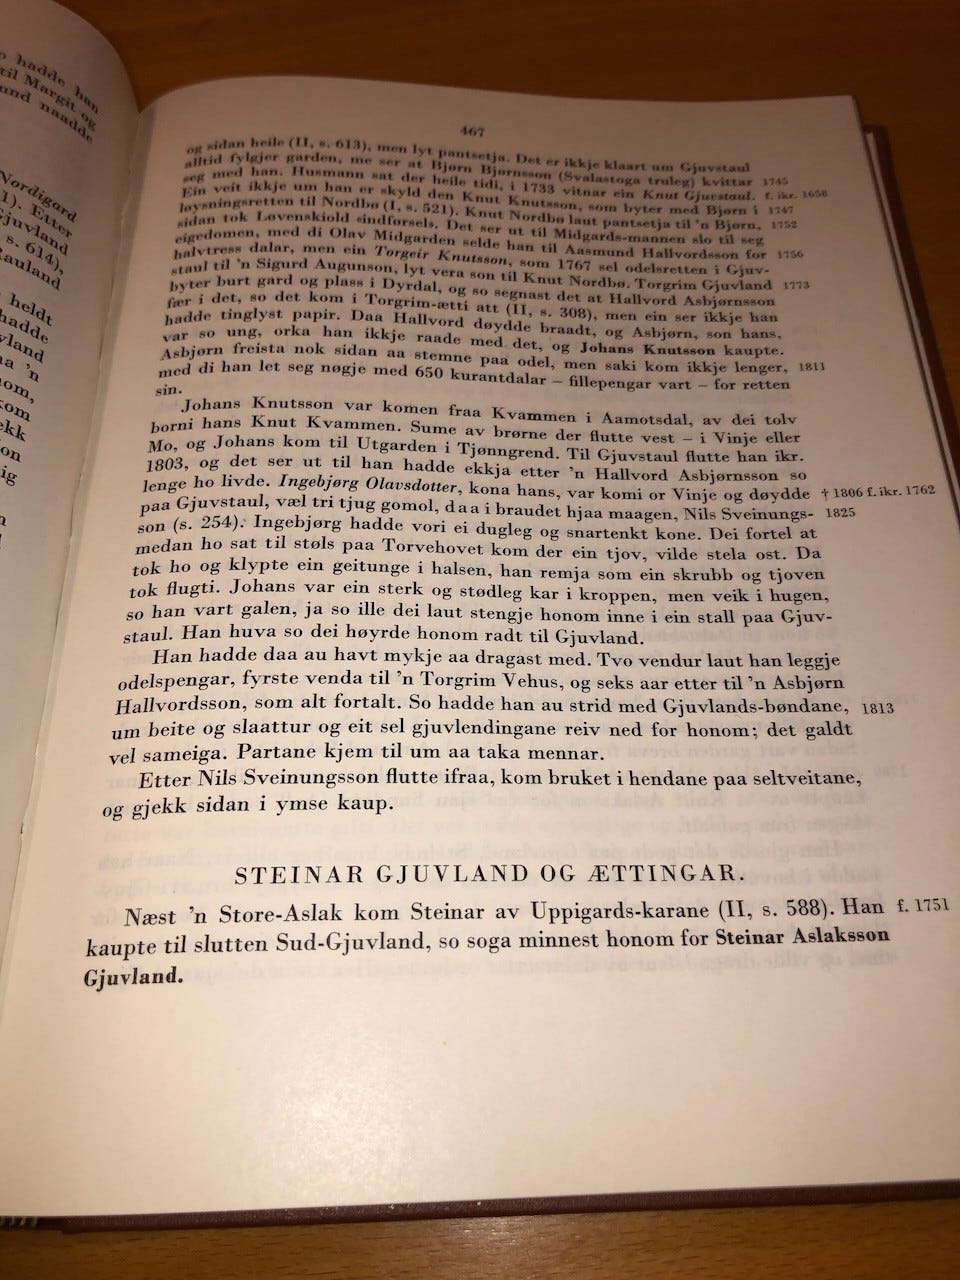 hadde han
til Margit og
und naadde
Nordigard
1). Etter
Gjuvland
s. 614),
Rauland
heldt
hadde
vland
aa 'n
nom,
kom
ekk
son
ig
n
467
og sidan heile (II, s. 613), men lyt pantsetja. Det er ikkje klaart um Gjuvstaul
alltid fylgjer garden, me ser at Bjørn Bjørnsson (Svalastoga truleg) kvittar 1745
seg med han. Husmann sat der heile tidi, i 1733 vitnar ein Knut Gjuvstaul. f. ikr. 1658
Ein veit ikkje um han er skyld den Knut Knutsson, som byter med Bjørn i 1747
løysningsretten til Nordbø (I, s. 521). Knut Nordbø laut pantsetja til 'n Bjørn, 1752
sidan tok Løvenskiold eindførsels. Det ser ut til Midgards-mannen slo til seg
eigedomen, med di Olav Midgarden selde han til Aasmund Hallvordsson for 1756
halvtress dalar, men ein Torgeir Knutsson, som 1767 sel odelsretten i Gjuv-
staul til 'n Sigurd Augunson, lyt vera son til Knut Nordbø. Torgrim Gjuvland 1773
byter burt gard og plass i Dyrdal, og so segnast det at Hallvord Asbjørnsson
fær i det, so det kom i Torgrim-ætti att (II, s. 308), men ein ser ikkje han
hadde tinglyst papir. Daa Hallvord døydde braadt, og Asbjørn, son hans,
var so ung, orka han ikkje raade med det, og Johans Knutsson kaupte.
Asbjørn freista nok sidan aa stemne paa odel, men saki kom ikkje lenger, 1811
med di han let seg nøgje med 650 kurantdalar – fillepengar vart – for retten
sin.
Johans Knutsson var komen fraa Kvammen i Aamotsdal, av dei tolv
borni hans Knut Kvammen. Sume av brørne der flutte vest – i Vinje eller
Mo, og Johans kom til Utgarden i Tjønngrend. Til Gjuvstaul flutte han ikr.
1803, og det ser ut til han hadde ekkja etter 'n Hallvord Asbjørnsson so
lenge ho livde. Ingebjørg Olavsdotter, kona hans, var komi or Vinje og døydde † 1806 f. ikr. 1762
paa Gjuvstaul, væl tri tjug gomol, daa i braudet hjaa maagen, Nils Sveinungs- 1825
son (s. 254). Ingebjørg hadde vori ei dugleg og snartenkt kone. Dei fortel at
medan ho sat til støls paa Torvehovet kom der ein tjov, vilde stela ost. Da
tok ho og klypte ein geitunge i halsen, han remja som ein skrubb og tjoven
tok flugti. Johans var ein sterk og stødleg kar i kroppen, men veik i hugen,
so han vart galen, ja so ille dei laut stengje honom inne i ein stall paa Gjuv-
staul. Han huva so dei høyrde honom radt til Gjuvland.
Han hadde daa au havt mykje aa dragast med. Tvo vendur laut han leggje
odelspengar, fyrste venda til 'n Torgrim Vehus, og seks aar etter til 'n Asbjørn
Hallvordsson, som alt fortalt. So hadde han au strid med Gjuvlands-bøndane, 1813
um beite og slaattur og eit sel gjuvlendingane reiv ned for honom; det galdt
vel sameiga. Partane kjem til um aa taka mennar.
Etter Nils Sveinungsson flutte ifraa, kom bruket i hendane paa seltveitane,
og gjekk sidan i ymse kaup.
STEINAR GJUVLAND OG ÆTTINGAR.
Næst 'n Store-Aslak kom Steinar av Uppigards-karane (II, s. 588). Han f. 1751
kaupte til slutten Sud-Gjuvland, so soga minnest honom for Steinar Aslaksson
Gjuvland.